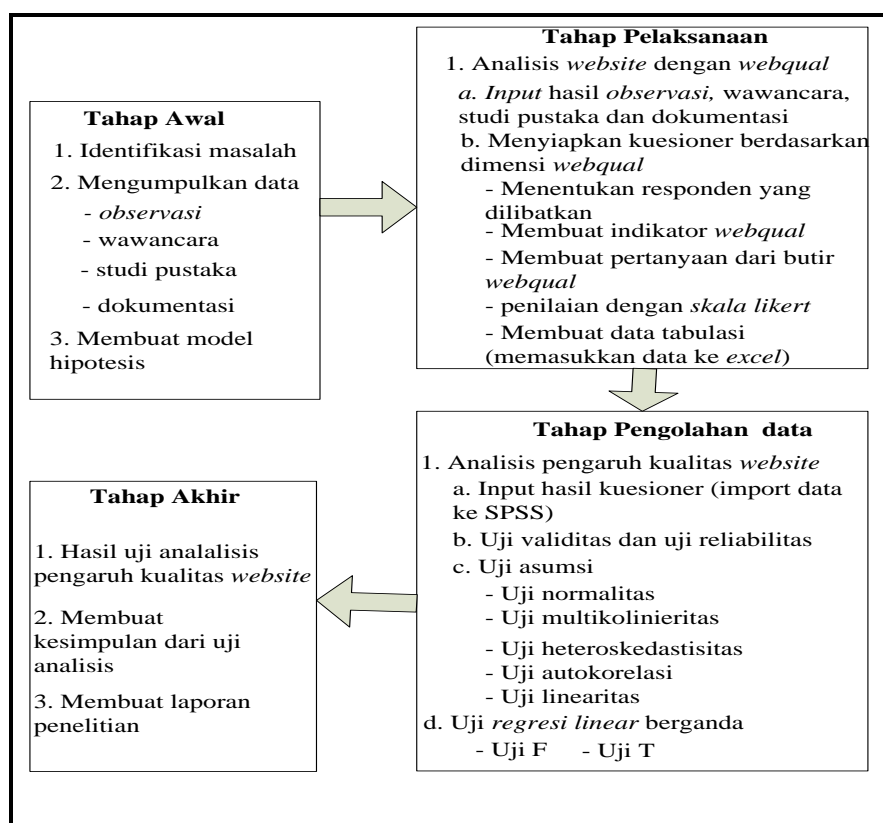 Tahap Awal
1. Identifikasi masalah
2. Mengumpulkan data
- observasi
- wawancara
- studi pustaka
- dokumentasi
3. Membuat model
hipotesis
Tahap Pelaksanaan
1. Analisis website dengan webqual
a. Input hasil observasi, wawancara,
studi pustaka dan dokumentasi
b. Menyiapkan kuesioner berdasarkan
dimensi webqual
- Menentukan responden yang
dilibatkan
- Membuat indikator webqual
- Membuat pertanyaan dari butir
webqual
- penilaian dengan skala likert
- Membuat data tabulasi
(memasukkan data ke excel)
Tahap Pengolahan data
1. Analisis pengaruh kualitas website
a. Input hasil kuesioner (import data
ke SPSS)
b. Uji validitas dan uji reliabilitas
c. Uji asumsi
- Uji normalitas
- Uji multikolinieritas
- Uji heteroskedastisitas
- Uji autokorelasi
- Uji linearitas
d. Uji regresi linear berganda
- Uji F - Uji T
Tahap Akhir
1. Hasil uji analalisis
pengaruh kualitas website
2. Membuat
kesimpulan dari uji
analisis
3. Membuat laporan
penelitian